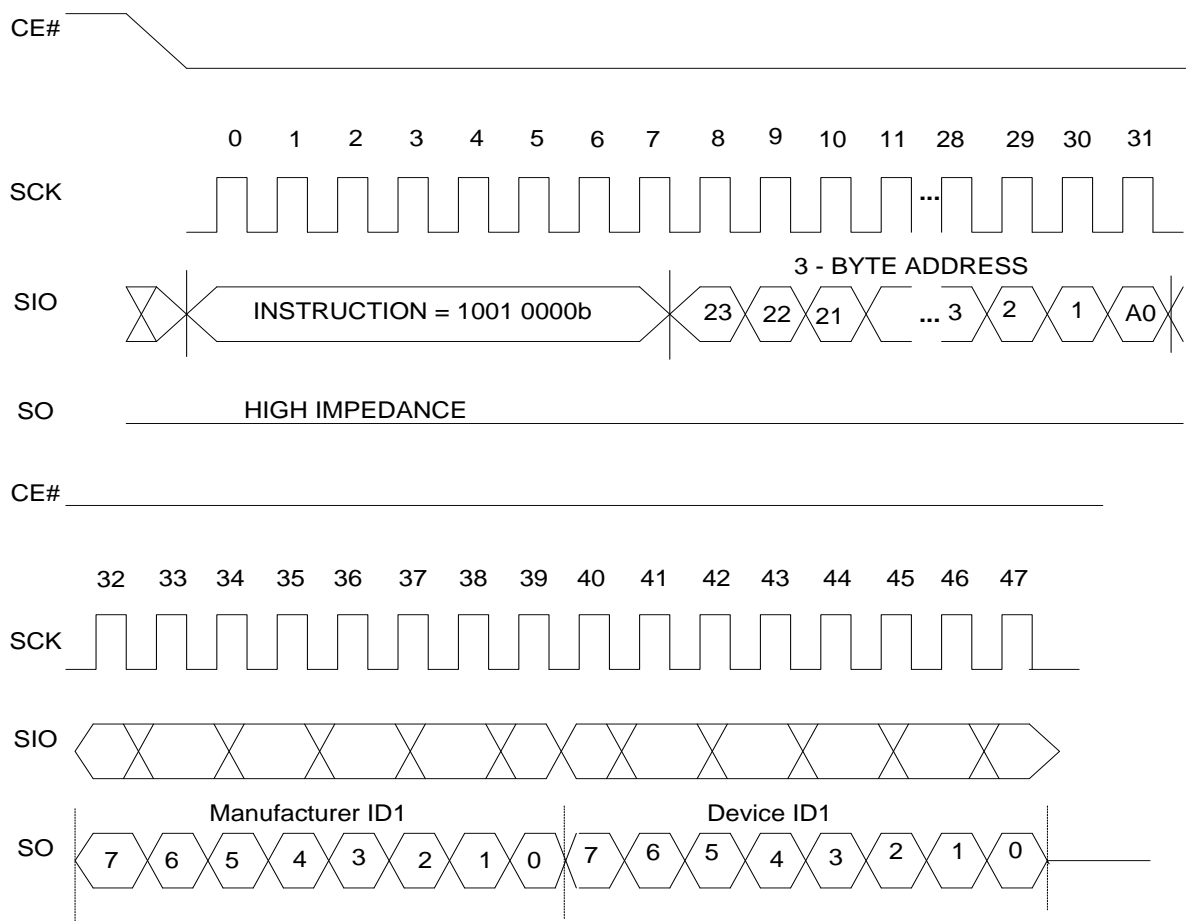 CE#
0 1 2 3 4 5 6 7 8 9 10 11 28 29 30 31
SCK ...
3 - BYTE ADDRESS
SIO INSTRUCTION = 1001 0000b 23 22 21 ... 3 2 1 A0
SO HIGH IMPEDANCE
CE#
32 33 34 35 36 37 38 39 40 41 42 43 44 45 46 47
SCK
SIO
Manufacturer ID1 Device ID1
SO 7 6 5 4 3 2 1 0 7 6 5 4 3 2 1 0